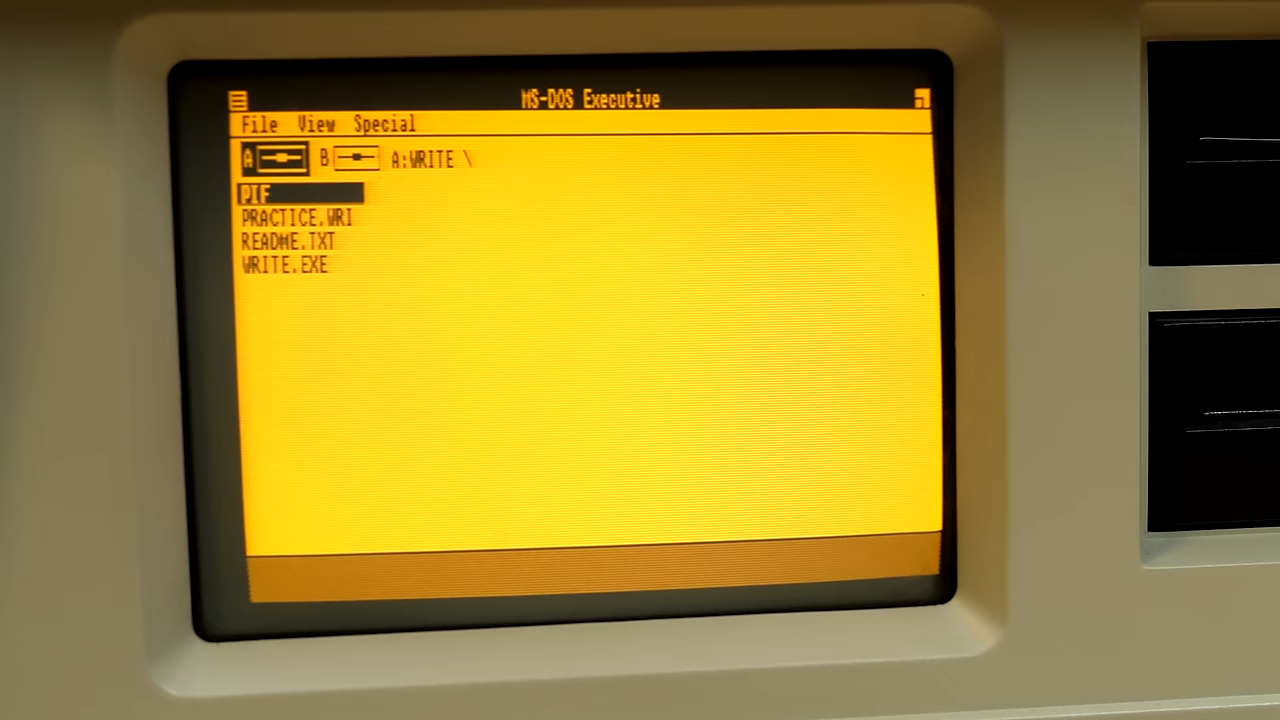 MS-DOS Executive
File View Special
A B A:WRITE \
PIF
PRACTICE.WRI
README.TXT
WRITE.EXE